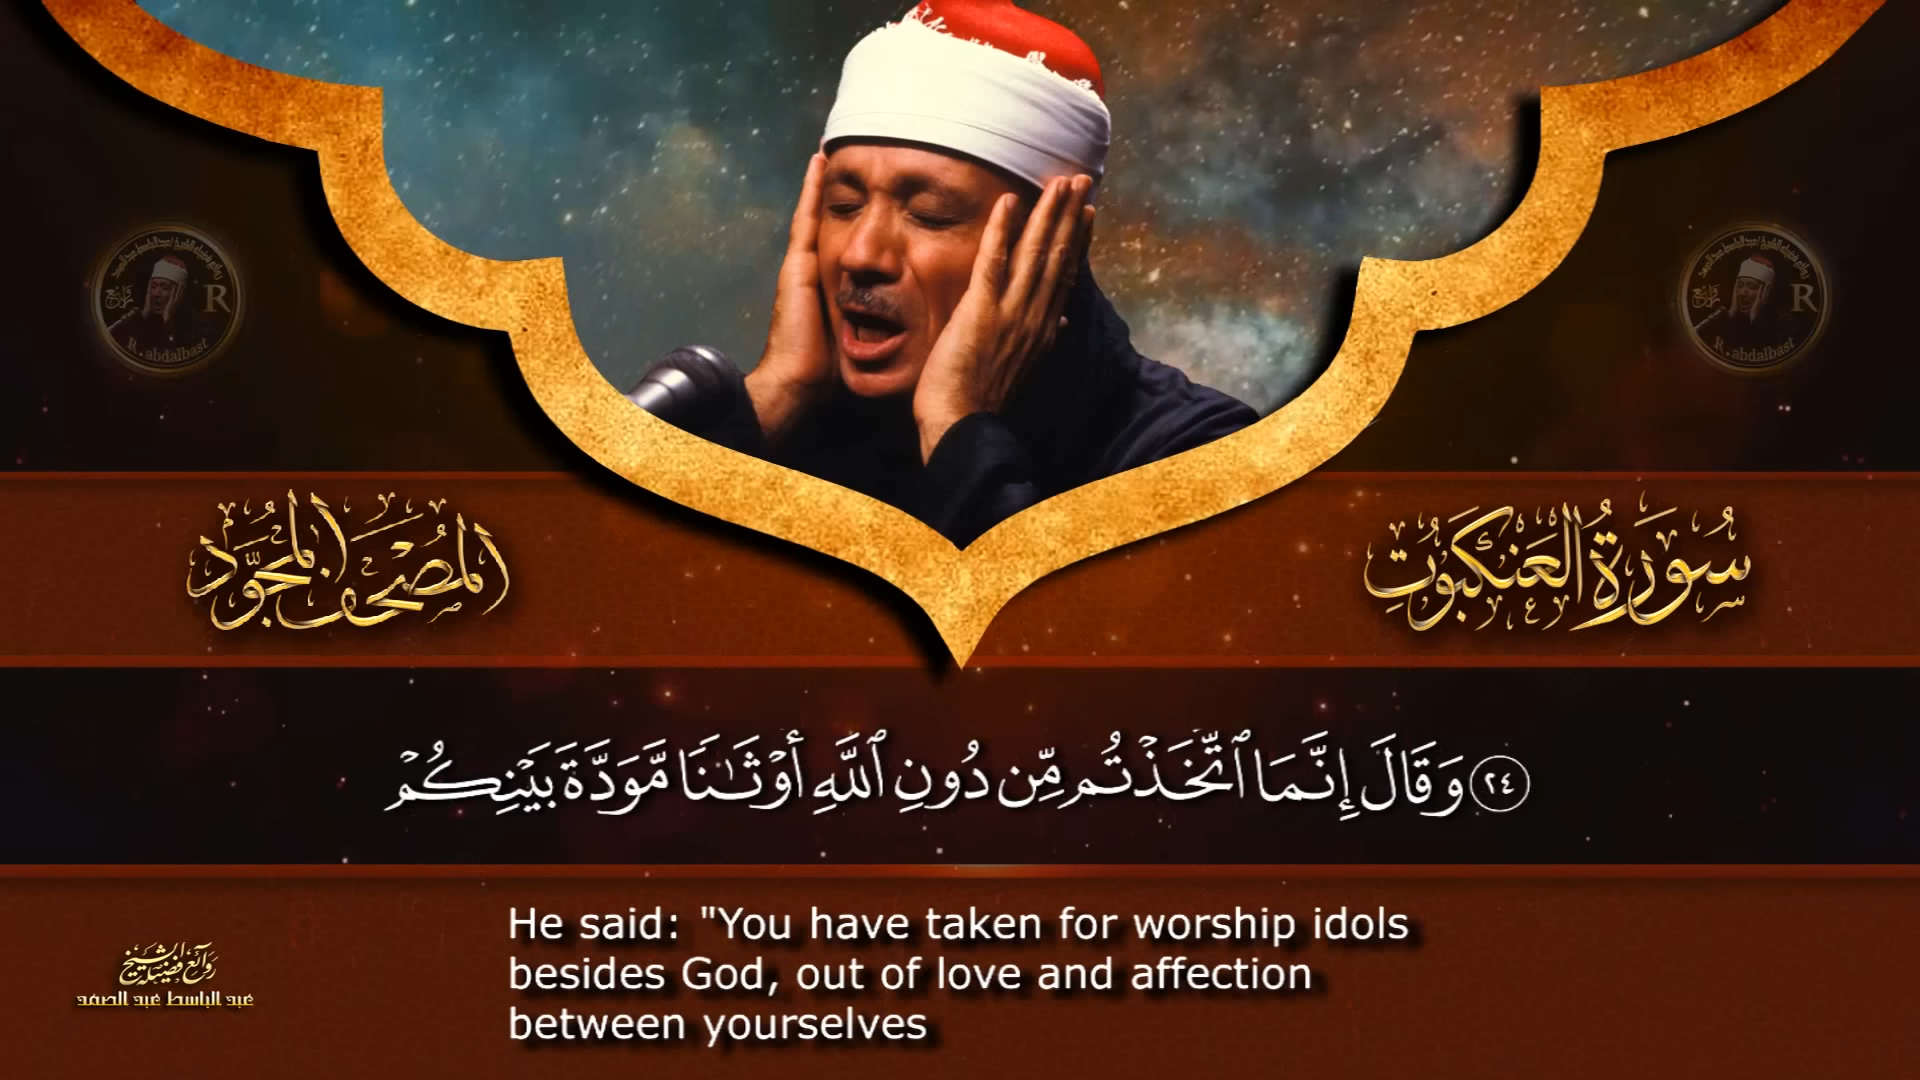 سُورَةُ العَنكَبُوتِ
المُصْحَفُ المُجَوَّد
R
R.abdalbast
R
R.abdalbast
٢٤ وَقَالَ إِنَّمَا ٱتَّخَذْتُم مِّن دُونِ ٱللَّهِ أَوْثَـٰنًا مَّوَدَّةَ بَيْنِكُمْ
He said: "You have taken for worship idols
besides God, out of love and affection
between yourselves
روائع فضيلة الشيخ
عبد الباسط عبد الصمد